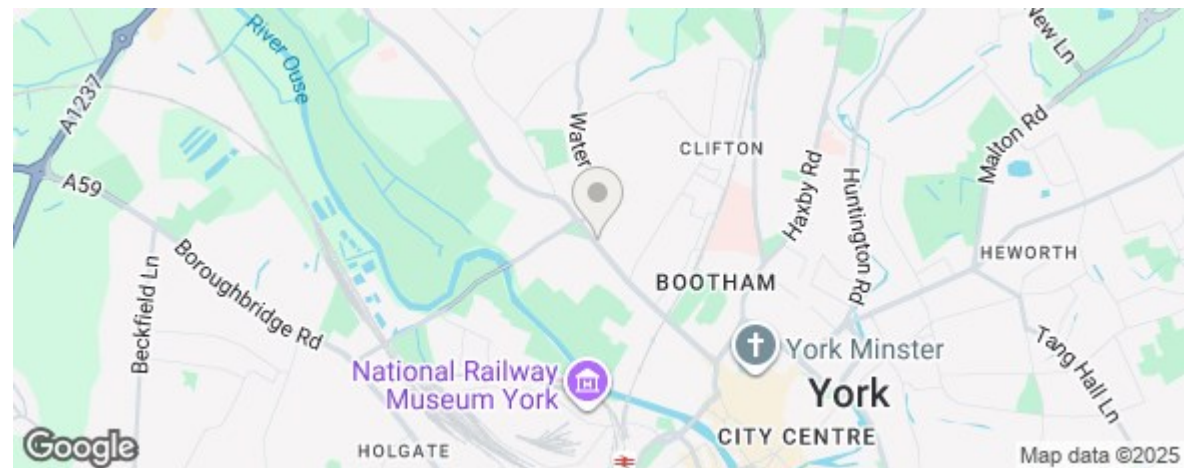 River Ouse
A1237
A59
Water
CLIFTON
New Ln
Malton Rd
Haxby Rd
Huntington Rd
HEWORTH
Beckfield Ln
Boroughbridge Rd
BOOTHAM
York Minster
York
Tang Hall Ln
National Railway
Museum York
CITY CENTRE
HOLGATE
Google
Map data ©2025